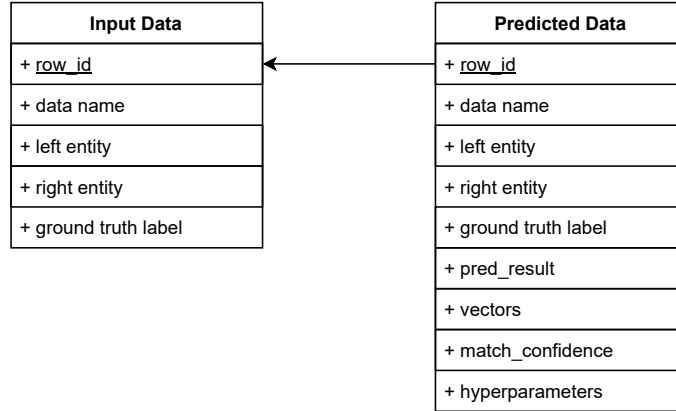 Input Data
+ row_id
+ data name
+ left entity
+ right entity
+ ground truth label
Predicted Data
+ row_id
+ data name
+ left entity
+ right entity
+ ground truth label
+ pred_result
+ vectors
+ match_confidence
+ hyperparameters